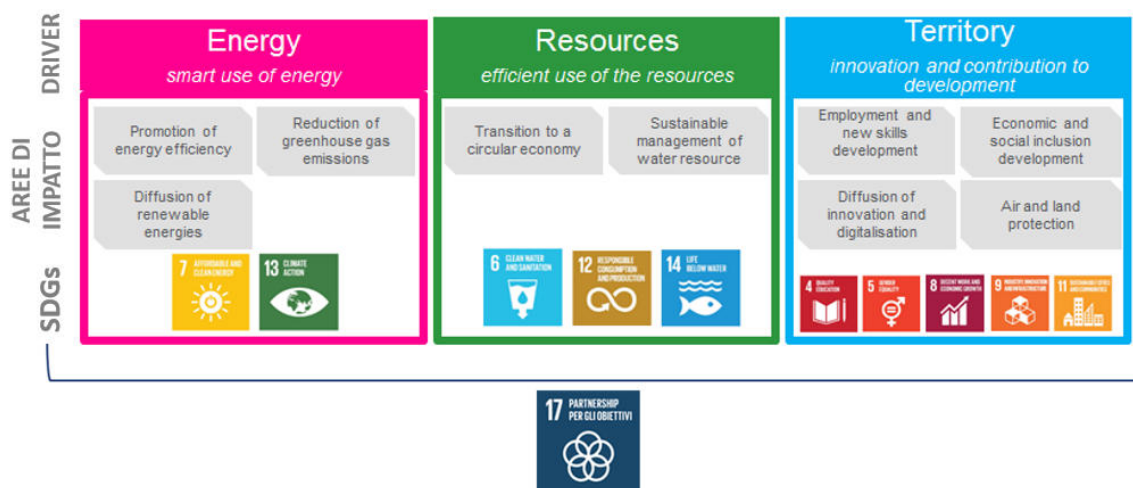 DRIVER
Energy
smart use of energy
Resources
efficient use of the resources
Territory
innovation and contribution to
development
AREE DI
IMPATTO
Promotion of
energy efficiency
Reduction of
greenhouse gas
emissions
Diffusion of
renewable
energies
Transition to a
circular economy
Sustainable
management of
water resource
Employment and
new skills
development
Economic and
social inclusion
development
Diffusion of
innovation and
digitalisation
Air and land
protection
SDGs
7 AFFORDABLE AND
CLEAN ENERGY
13 CLIMATE
ACTION
6 CLEAN WATER
AND SANITATION
12 RESPONSIBLE
CONSUMPTION
AND PRODUCTION
14 LIFE
BELOW WATER
4 QUALITY
EDUCATION
5 GENDER
EQUALITY
8 DECENT WORK AND
ECONOMIC GROWTH
9 INDUSTRY, INNOVATION
AND INFRASTRUCTURE
11 SUSTAINABLE CITIES
AND COMMUNITIES
17 PARTNERSHIP
PER GLI OBIETTIVI